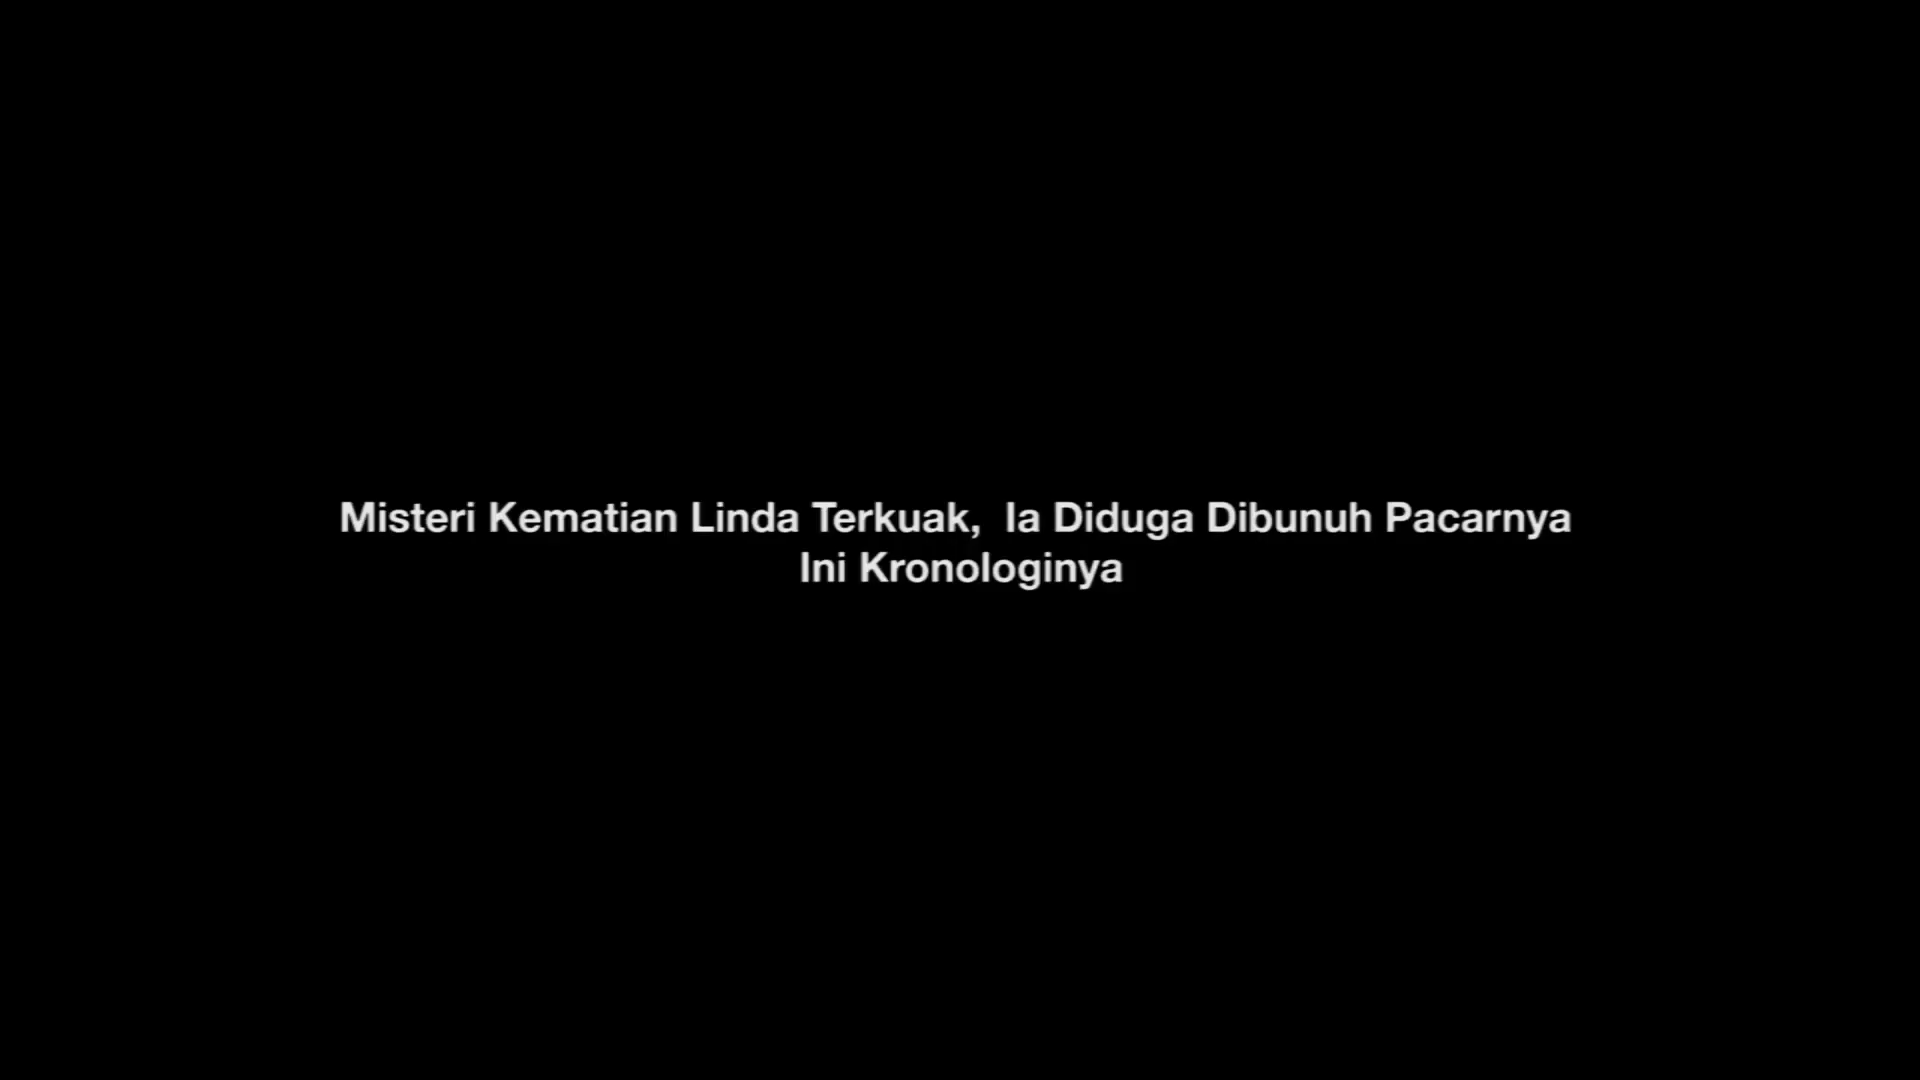 Misteri Kematian Linda Terkuak,  Ia Diduga Dibunuh Pacarnya
Ini Kronologinya